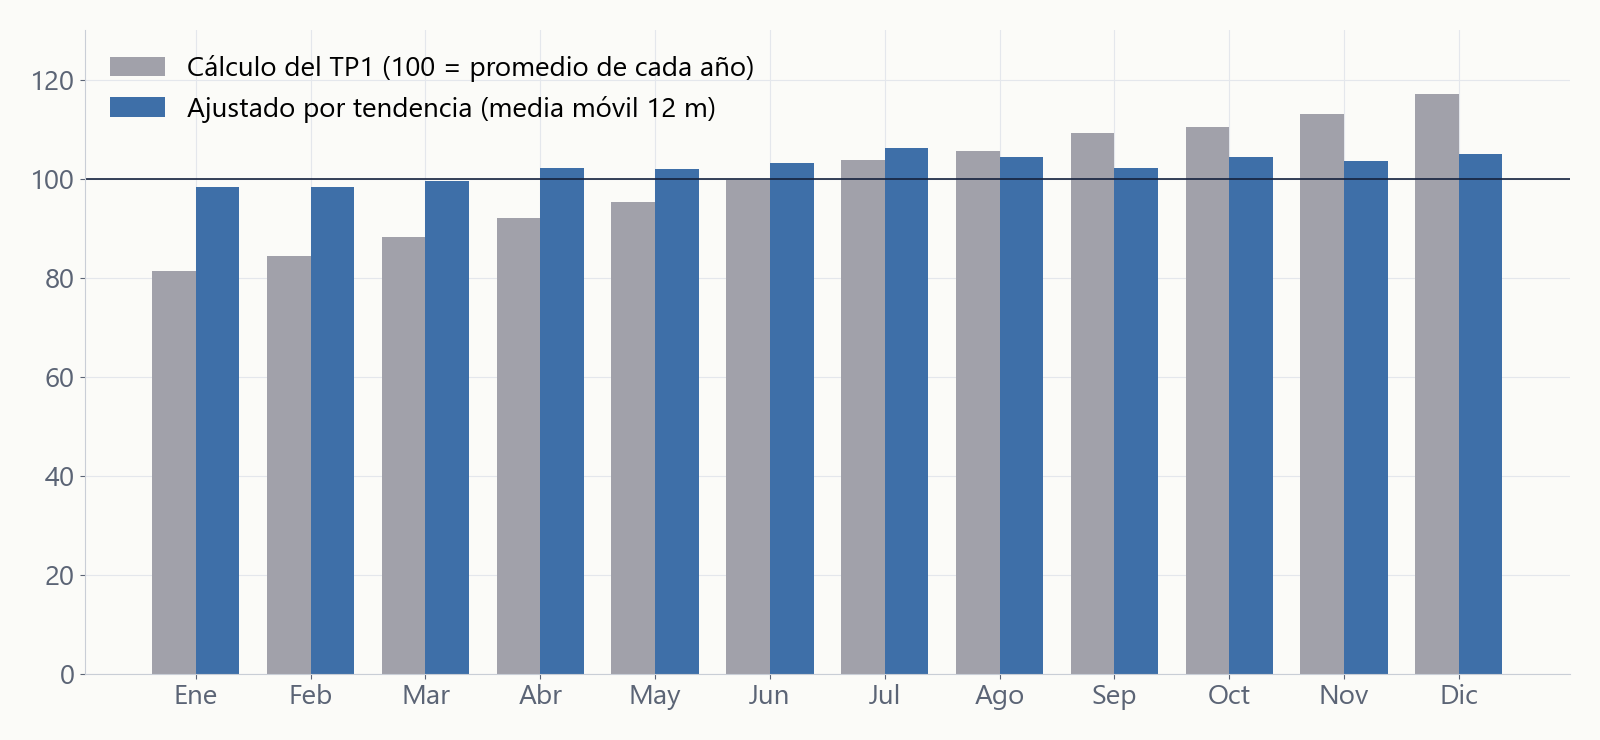 Cálculo del TP1 (100 = promedio de cada año)
Ajustado por tendencia (media móvil 12 m)
120
100
80
60
40
20
0
Ene Feb Mar Abr May Jun Jul Ago Sep Oct Nov Dic